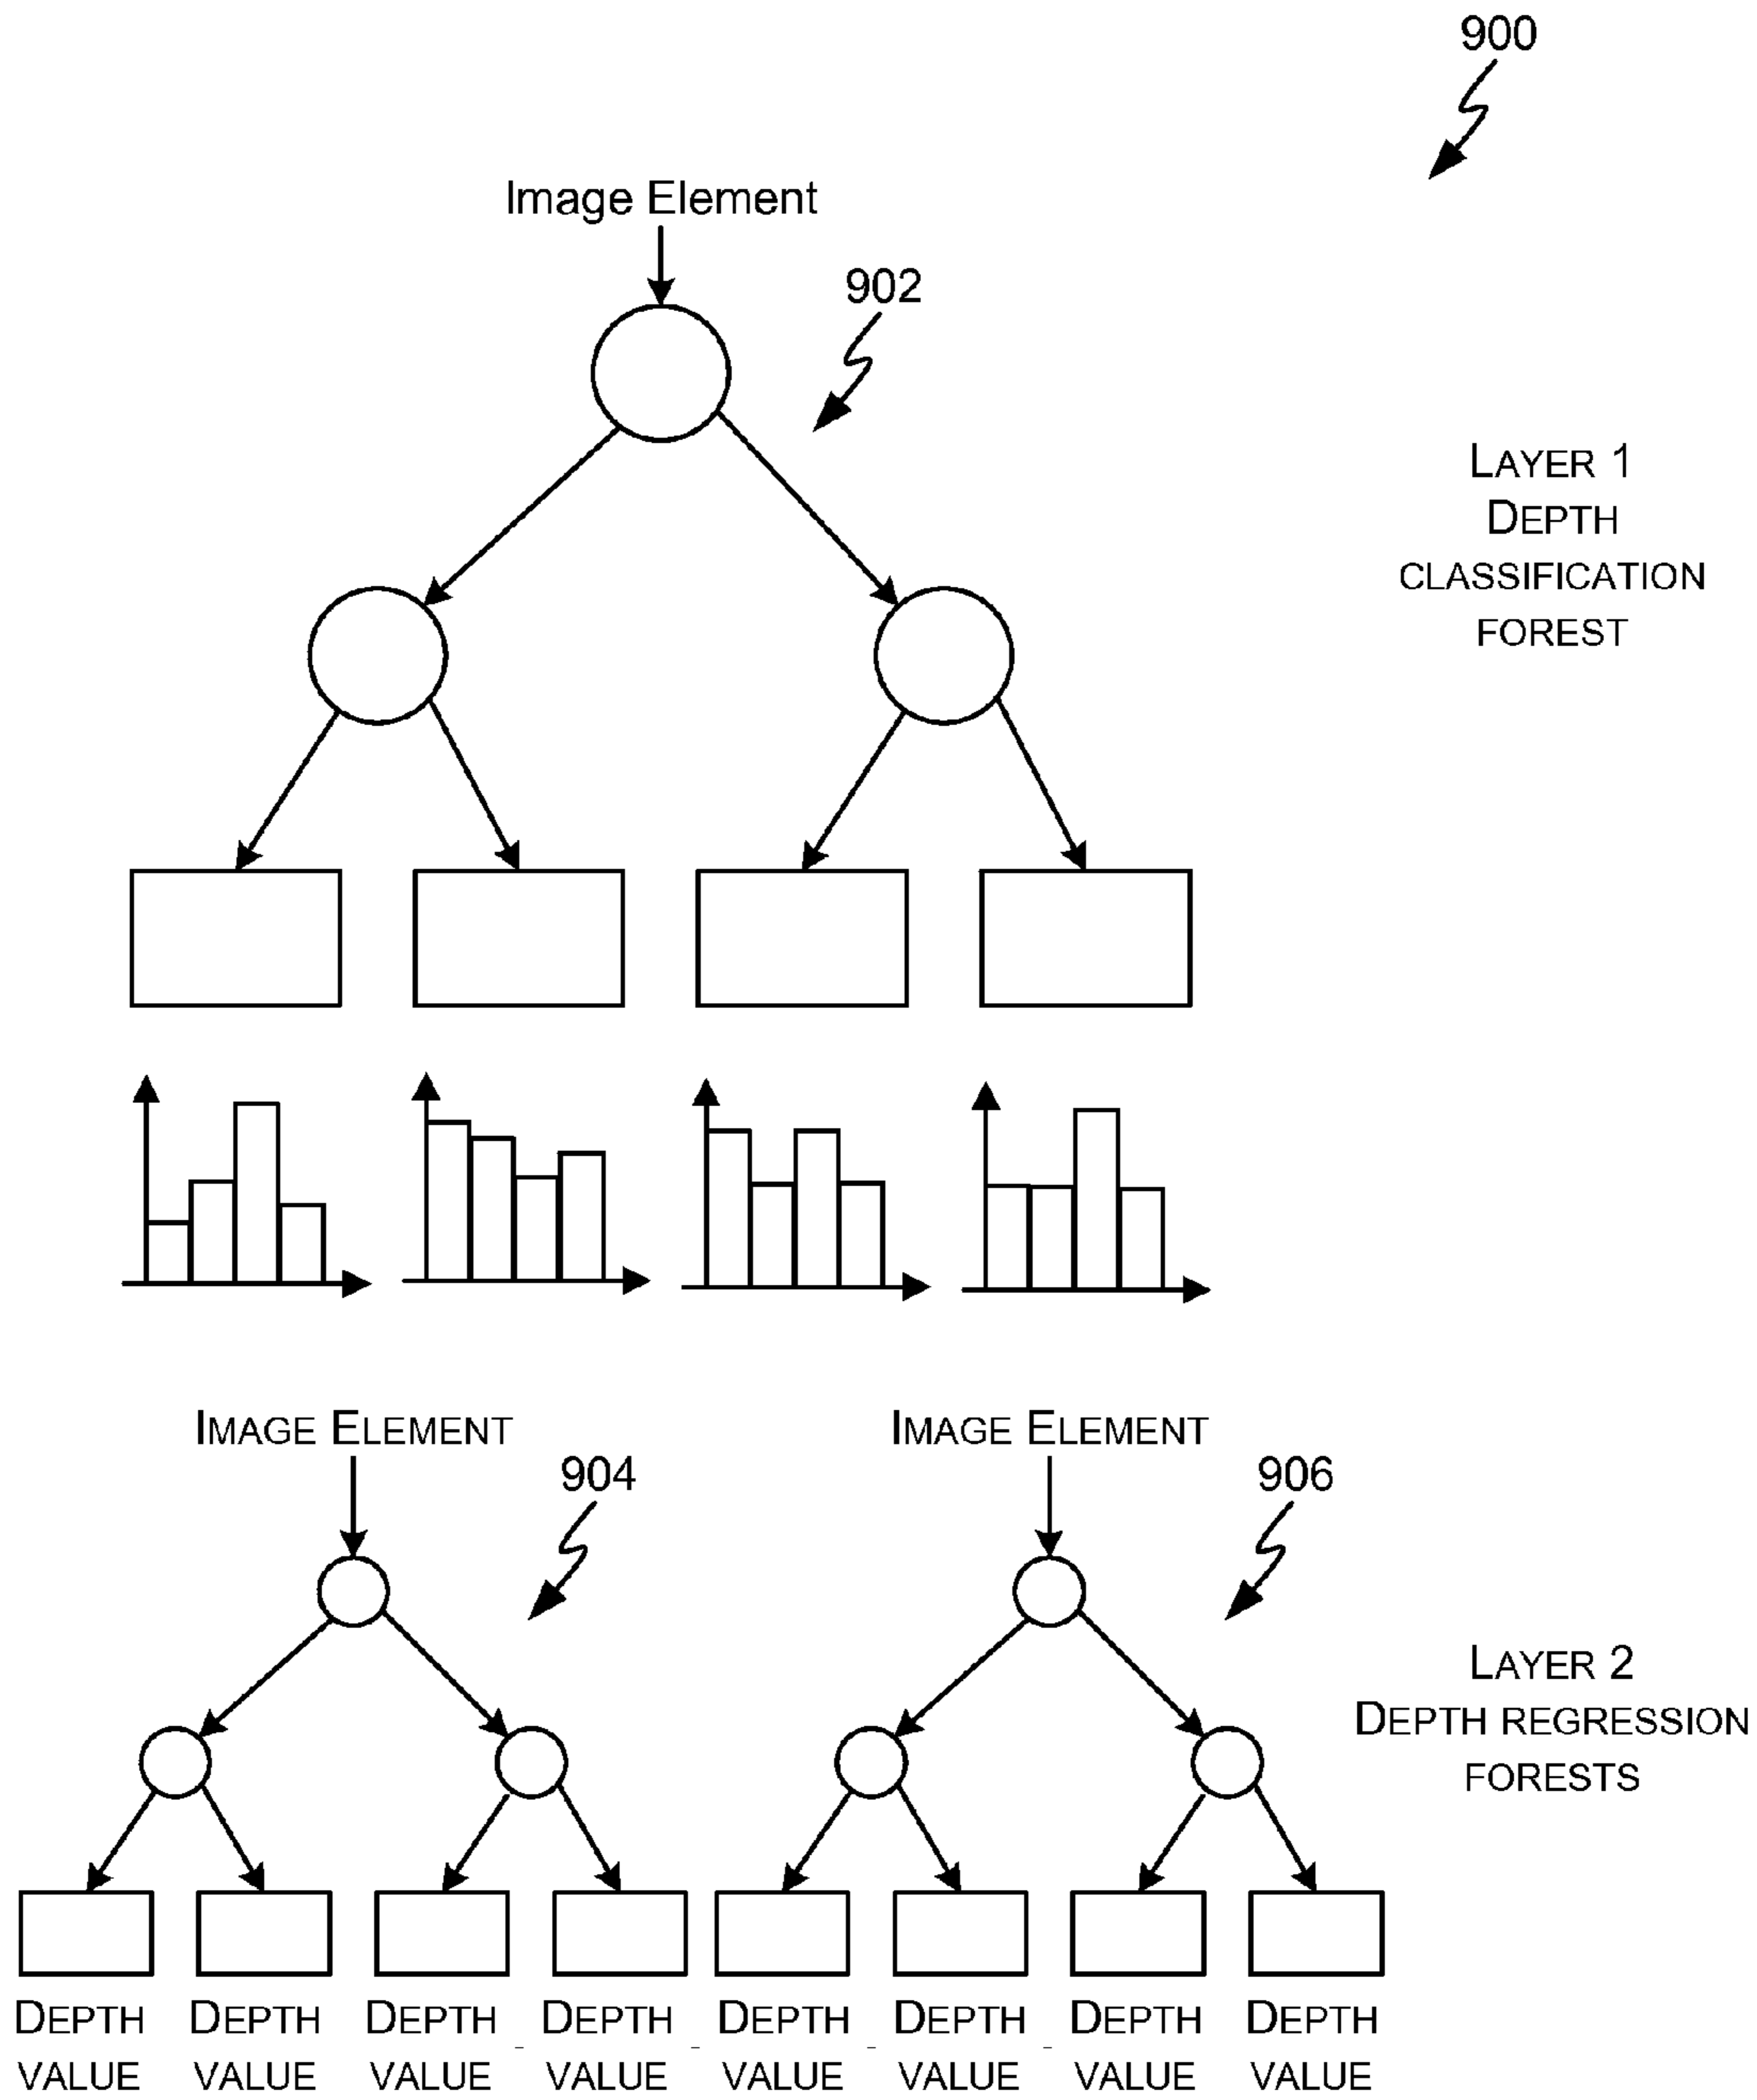 900
Image Element
902
LAYER 1
DEPTH
CLASSIFICATION
FOREST
IMAGE ELEMENT
IMAGE ELEMENT
904
906
LAYER 2
DEPTH REGRESSION
FORESTS
DEPTH DEPTH DEPTH DEPTH DEPTH DEPTH DEPTH DEPTH
VALUE VALUE VALUE VALUE VALUE VALUE VALUE VALUE